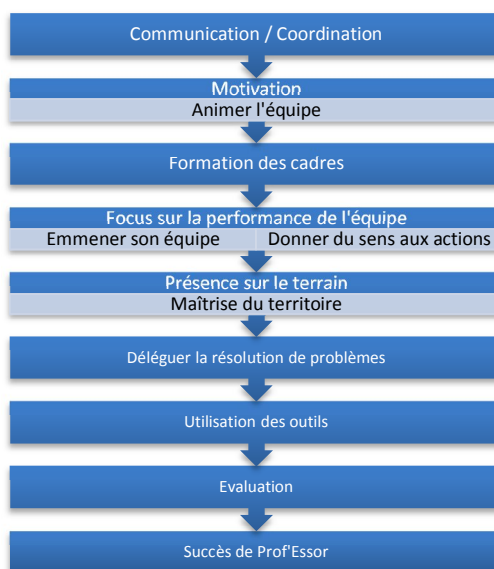 Communication / Coordination
Motivation
Animer l'équipe
Formation des cadres
Focus sur la performance de l'équipe
Emmener son équipe
Donner du sens aux actions
Présence sur le terrain
Maîtrise du territoire
Déléguer la résolution de problèmes
Utilisation des outils
Evaluation
Succès de Prof'Essor